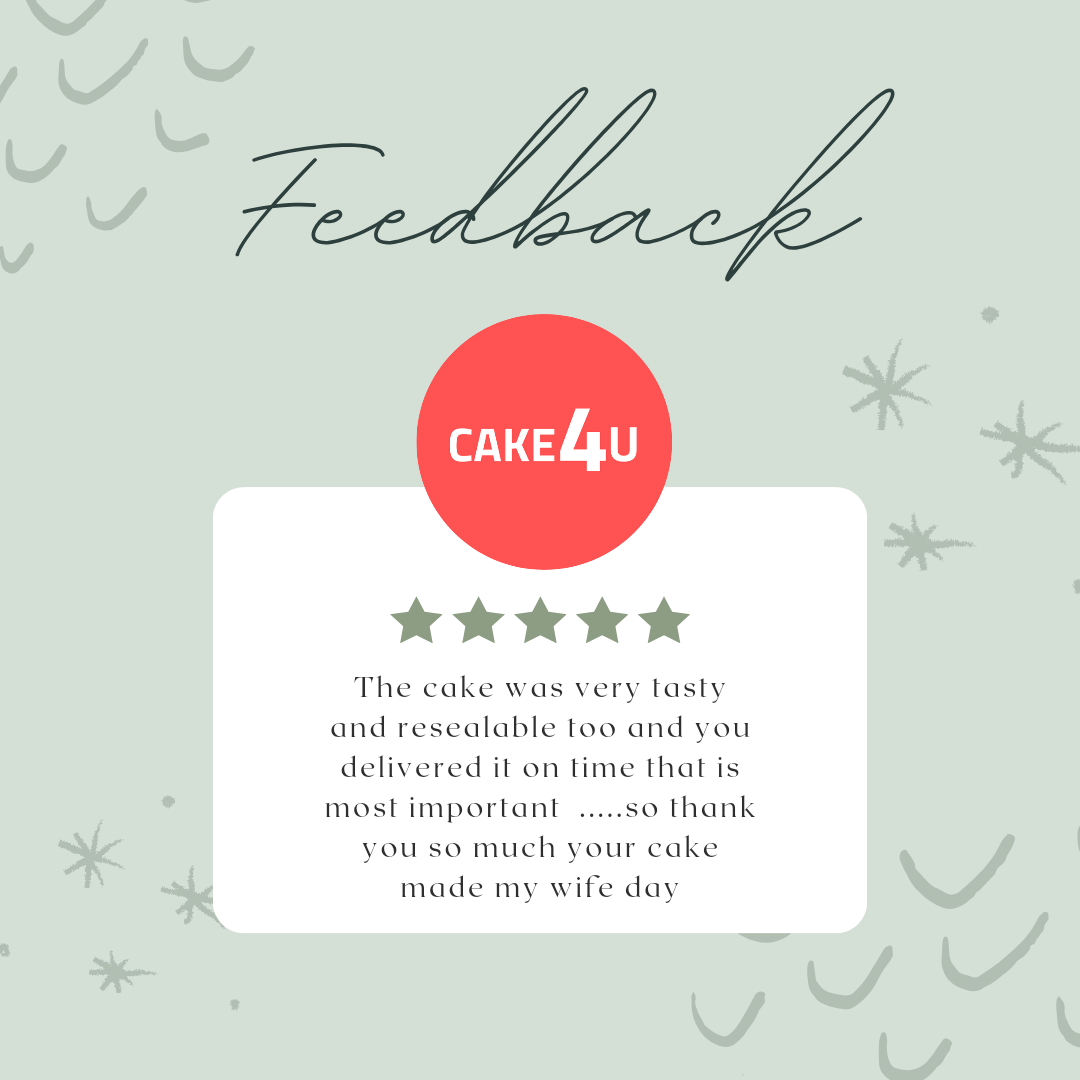 Feedback
CAKE4U
The cake was very tasty
and resealable too and you
delivered it on time that is
most important  .....so thank
you so much your cake
made my wife day